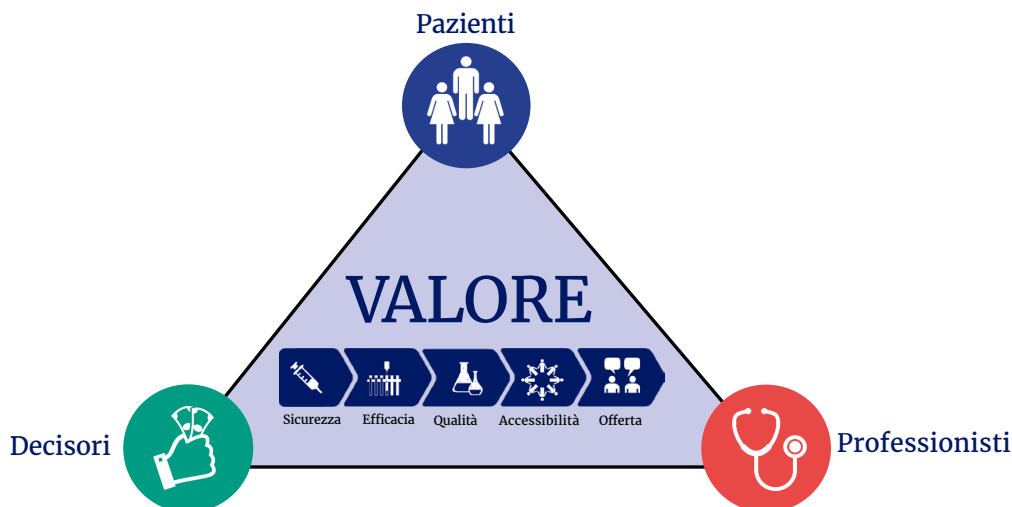 Pazienti
VALORE
Sicurezza Efficacia Qualità Accessibilità Offerta
Decisori
Professionisti